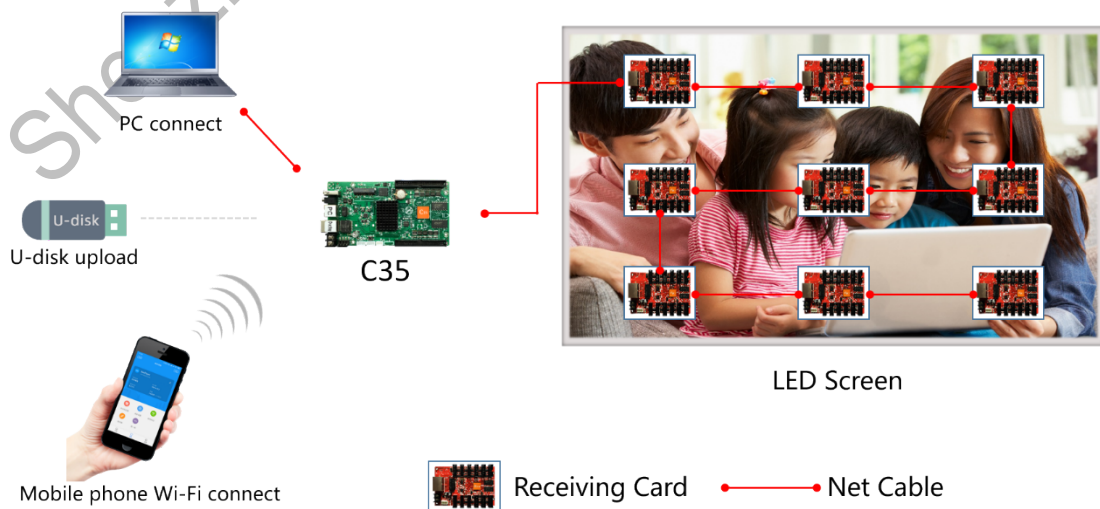 PC connect
U-disk
U-disk upload
C35
LED Screen
Mobile phone Wi-Fi connect
Receiving Card
Net Cable